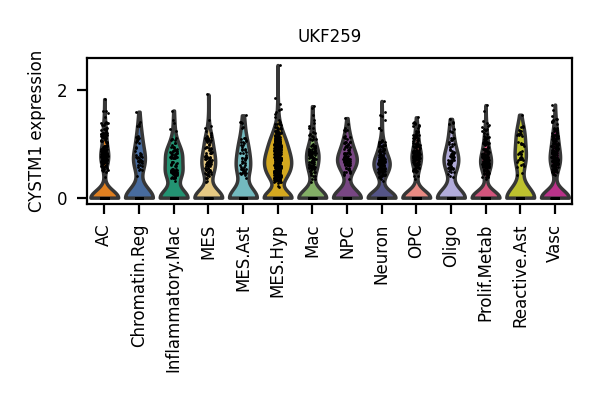 UKF259
CYSTM1 expression
2
0
AC
Chromatin.Reg
Inflammatory.Mac
MES
MES.Ast
MES.Hyp
Mac
NPC
Neuron
OPC
Oligo
Prolif.Metab
Reactive.Ast
Vasc